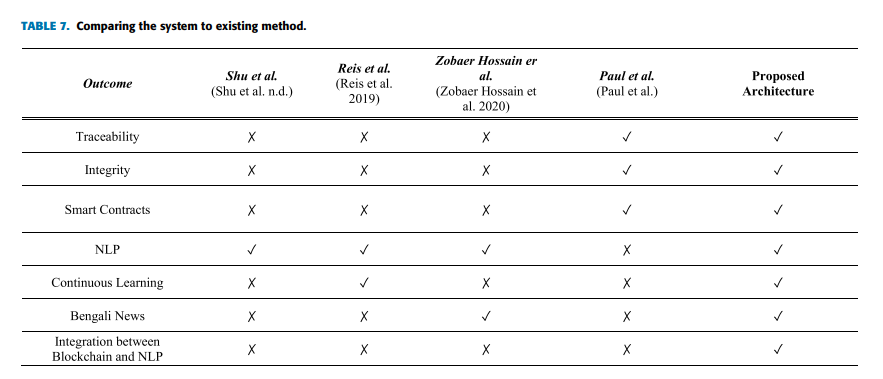 TABLE 7. Comparing the system to existing method.
Outcome Shu et al. (Shu et al. n.d.) Reis et al. (Reis et al. 2019) Zobaer Hossain er al. (Zobaer Hossain et al. 2020) Paul et al. (Paul et al.) Proposed Architecture
Traceability ✗ ✗ ✗ ✓ ✓
Integrity ✗ ✗ ✗ ✓ ✓
Smart Contracts ✗ ✗ ✗ ✓ ✓
NLP ✓ ✓ ✓ ✗ ✓
Continuous Learning ✗ ✓ ✗ ✗ ✓
Bengali News ✗ ✗ ✓ ✗ ✓
Integration between
Blockchain and NLP ✗ ✗ ✗ ✗ ✓